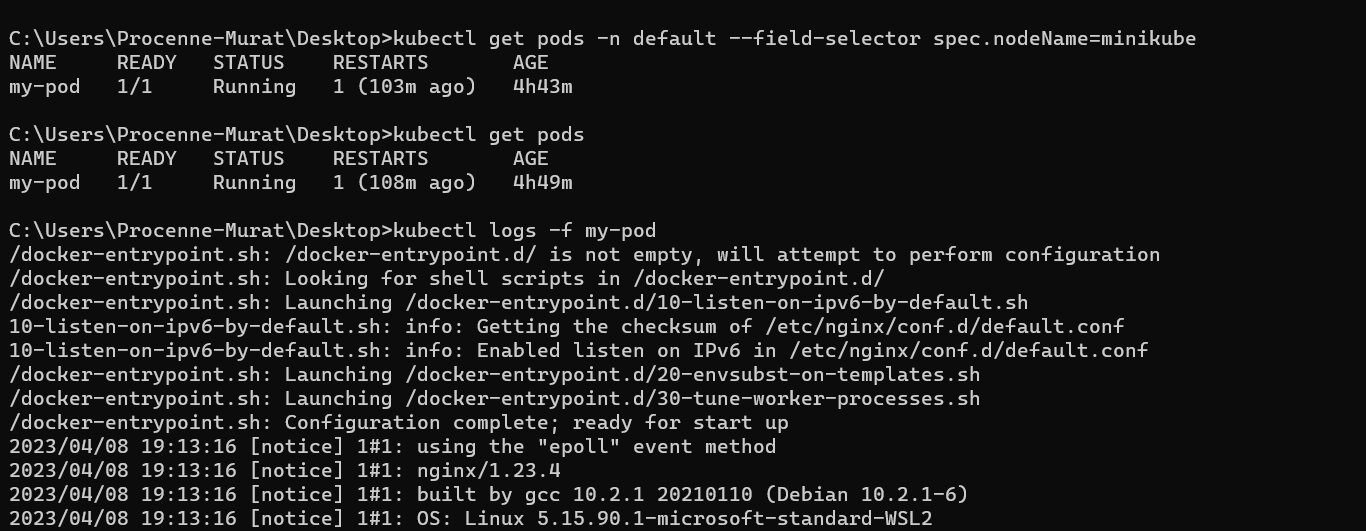 C:\Users\Procenne-Murat\Desktop>kubectl get pods -n default --field-selector spec.nodeName=minikube
NAME     READY   STATUS    RESTARTS       AGE
my-pod   1/1     Running   1 (103m ago)   4h43m
C:\Users\Procenne-Murat\Desktop>kubectl get pods
NAME     READY   STATUS    RESTARTS       AGE
my-pod   1/1     Running   1 (108m ago)   4h49m
C:\Users\Procenne-Murat\Desktop>kubectl logs -f my-pod
/docker-entrypoint.sh: /docker-entrypoint.d/ is not empty, will attempt to perform configuration
/docker-entrypoint.sh: Looking for shell scripts in /docker-entrypoint.d/
/docker-entrypoint.sh: Launching /docker-entrypoint.d/10-listen-on-ipv6-by-default.sh
10-listen-on-ipv6-by-default.sh: info: Getting the checksum of /etc/nginx/conf.d/default.conf
10-listen-on-ipv6-by-default.sh: info: Enabled listen on IPv6 in /etc/nginx/conf.d/default.conf
/docker-entrypoint.sh: Launching /docker-entrypoint.d/20-envsubst-on-templates.sh
/docker-entrypoint.sh: Launching /docker-entrypoint.d/30-tune-worker-processes.sh
/docker-entrypoint.sh: Configuration complete; ready for start up
2023/04/08 19:13:16 [notice] 1#1: using the "epoll" event method
2023/04/08 19:13:16 [notice] 1#1: nginx/1.23.4
2023/04/08 19:13:16 [notice] 1#1: built by gcc 10.2.1 20210110 (Debian 10.2.1-6)
2023/04/08 19:13:16 [notice] 1#1: OS: Linux 5.15.90.1-microsoft-standard-WSL2